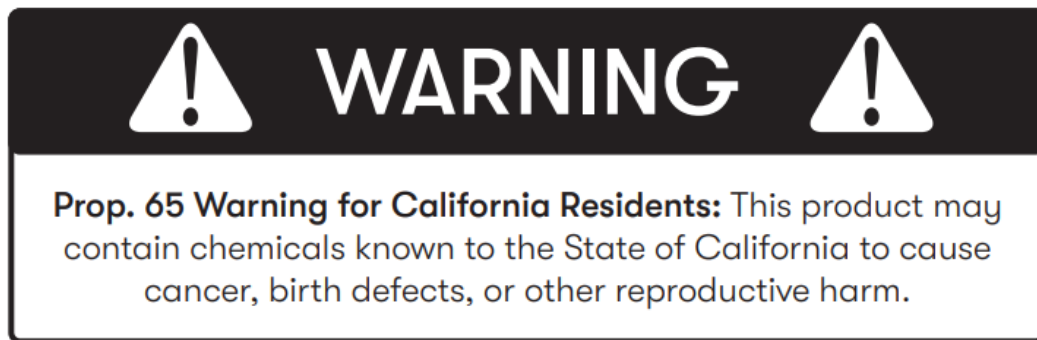 WARNING
Prop. 65 Warning for California Residents: This product may
contain chemicals known to the State of California to cause
cancer, birth defects, or other reproductive harm.